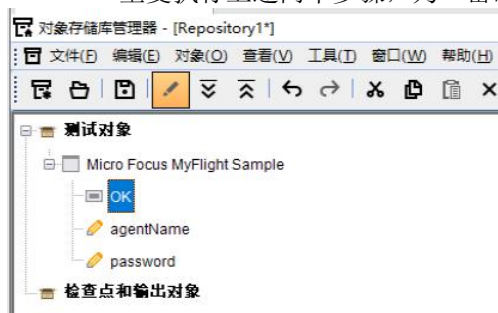 对象存储库管理器 - [Repository1*]
文件(F) 编辑(E) 对象(O) 查看(V) 工具(T) 窗口(W) 帮助(H)
测试对象
Micro Focus MyFlight Sample
OK
agentName
password
检查点和输出对象